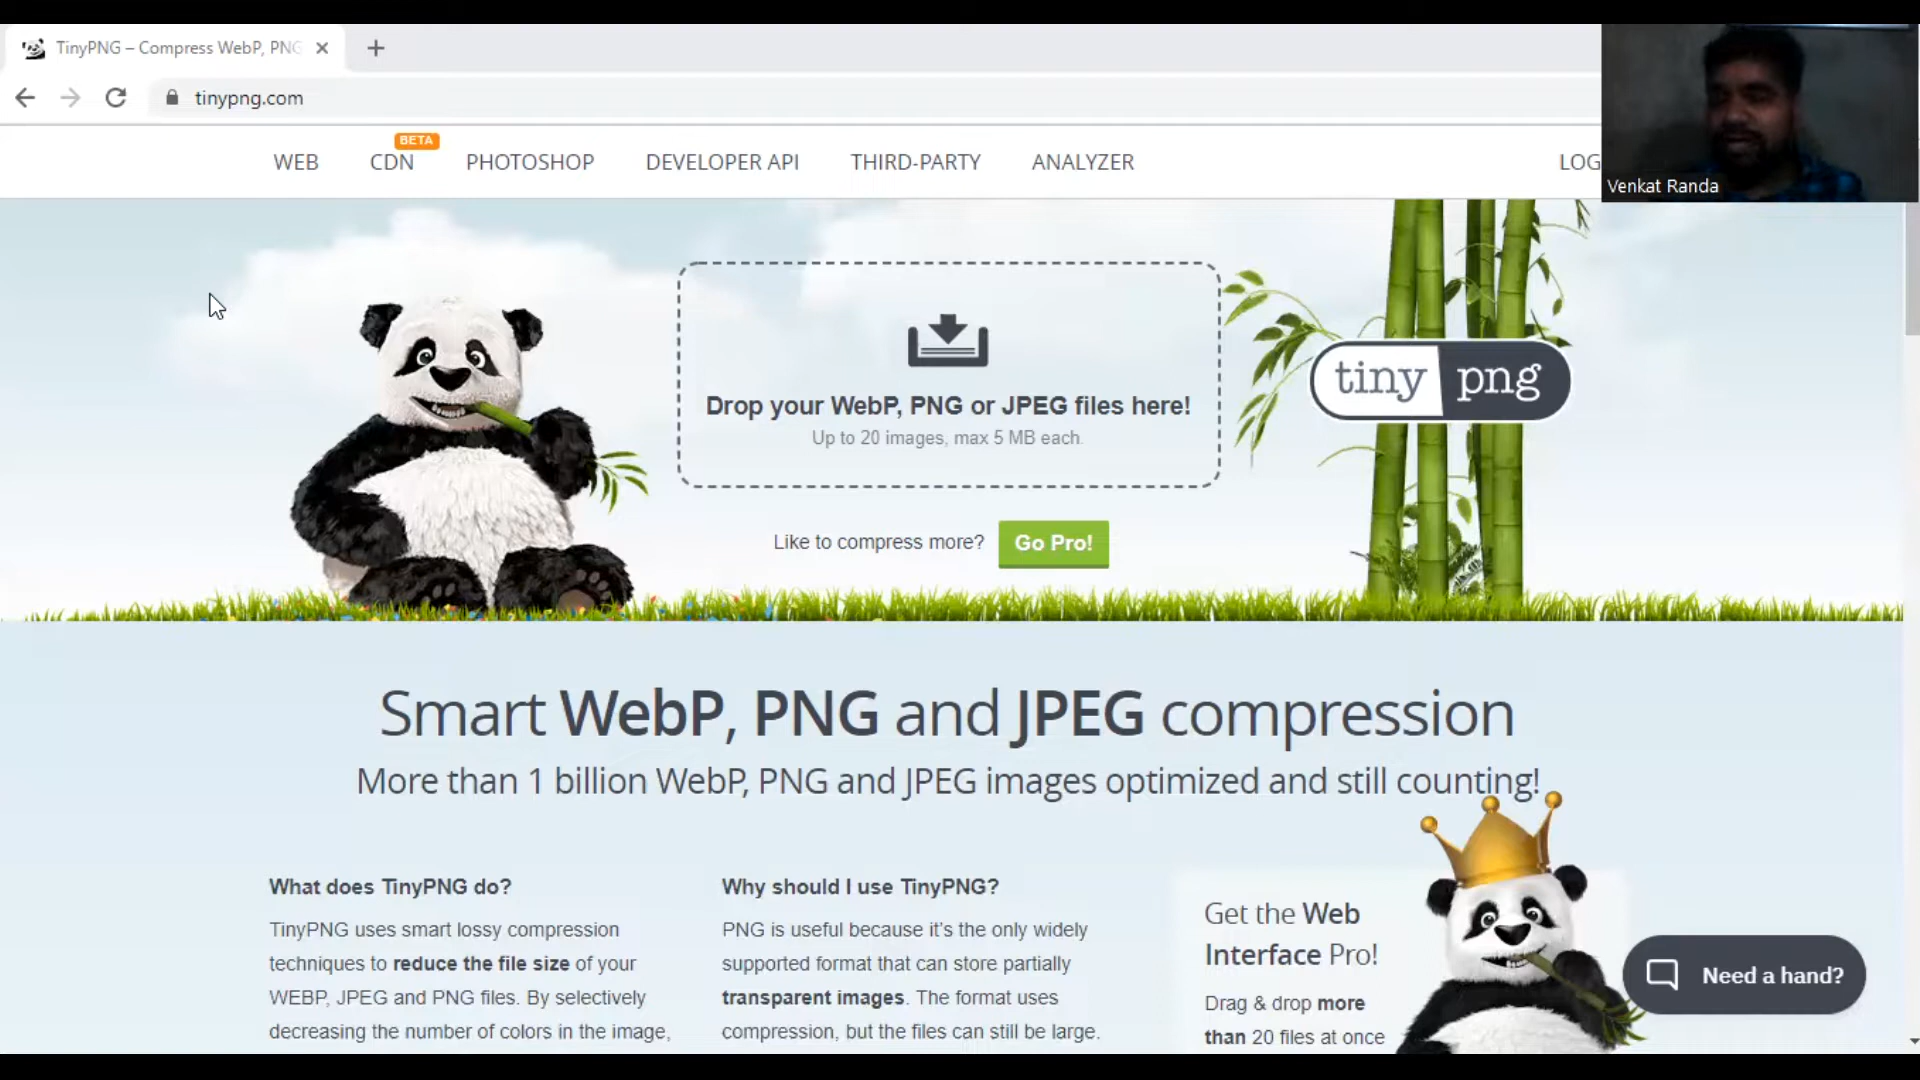 TinyPNG – Compress WebP, PNG
tinypng.com
WEB
BETA
CDN
PHOTOSHOP
DEVELOPER API
THIRD-PARTY
ANALYZER
LOG
Venkat Randa
Drop your WebP, PNG or JPEG files here!
Up to 20 images, max 5 MB each.
tiny png
Like to compress more?
Go Pro!
Smart WebP, PNG and JPEG compression
More than 1 billion WebP, PNG and JPEG images optimized and still counting!
What does TinyPNG do?
TinyPNG uses smart lossy compression
techniques to reduce the file size of your
WEBP, JPEG and PNG files. By selectively
decreasing the number of colors in the image,
Why should I use TinyPNG?
PNG is useful because it's the only widely
supported format that can store partially
transparent images. The format uses
compression, but the files can still be large.
Get the Web
Interface Pro!
Drag & drop more
than 20 files at once
Need a hand?